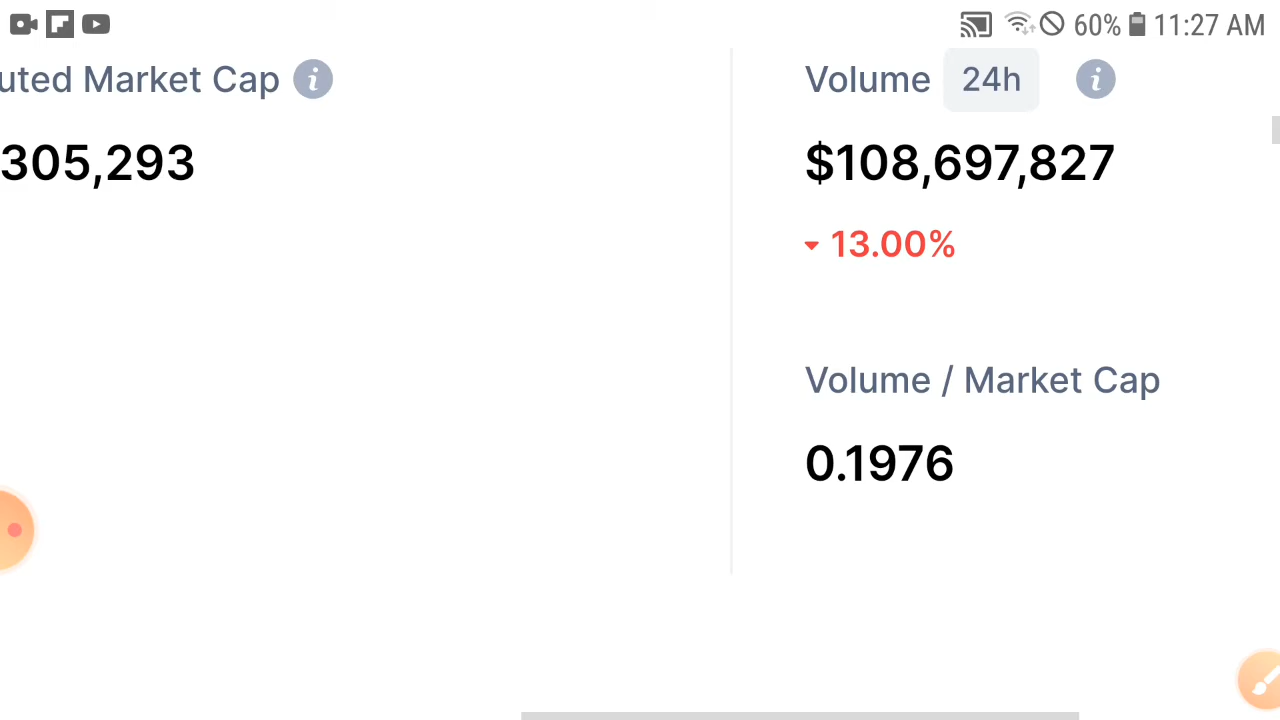 60% 11:27 AM
Market Cap
305,293
Volume 24h
$108,697,827
13.00%
Volume / Market Cap
0.1976